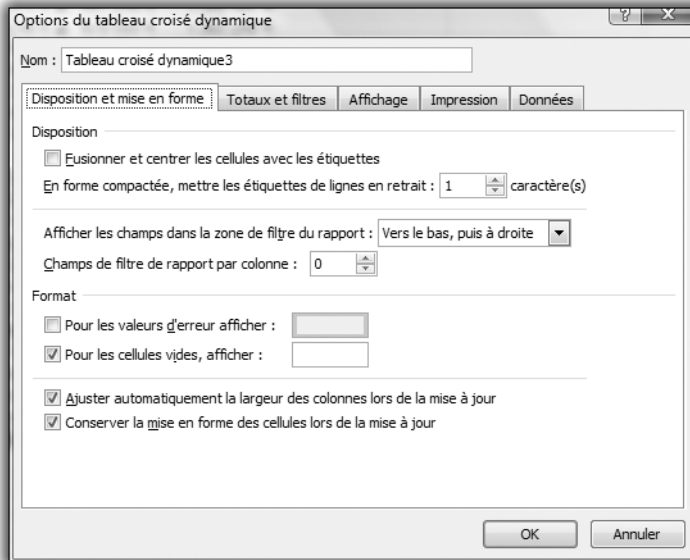 Options du tableau croisé dynamique
Nom : Tableau croisé dynamique3
Disposition et mise en forme Totaux et filtres Affichage Impression Données
Disposition
Fusionner et centrer les cellules avec les étiquettes
En forme compactée, mettre les étiquettes de lignes en retrait : 1 caractère(s)
Afficher les champs dans la zone de filtre du rapport : Vers le bas, puis à droite
Champs de filtre de rapport par colonne : 0
Format
Pour les valeurs d'erreur afficher :
Pour les cellules vides, afficher :
Ajuster automatiquement la largeur des colonnes lors de la mise à jour
Conserver la mise en forme des cellules lors de la mise à jour
OK Annuler